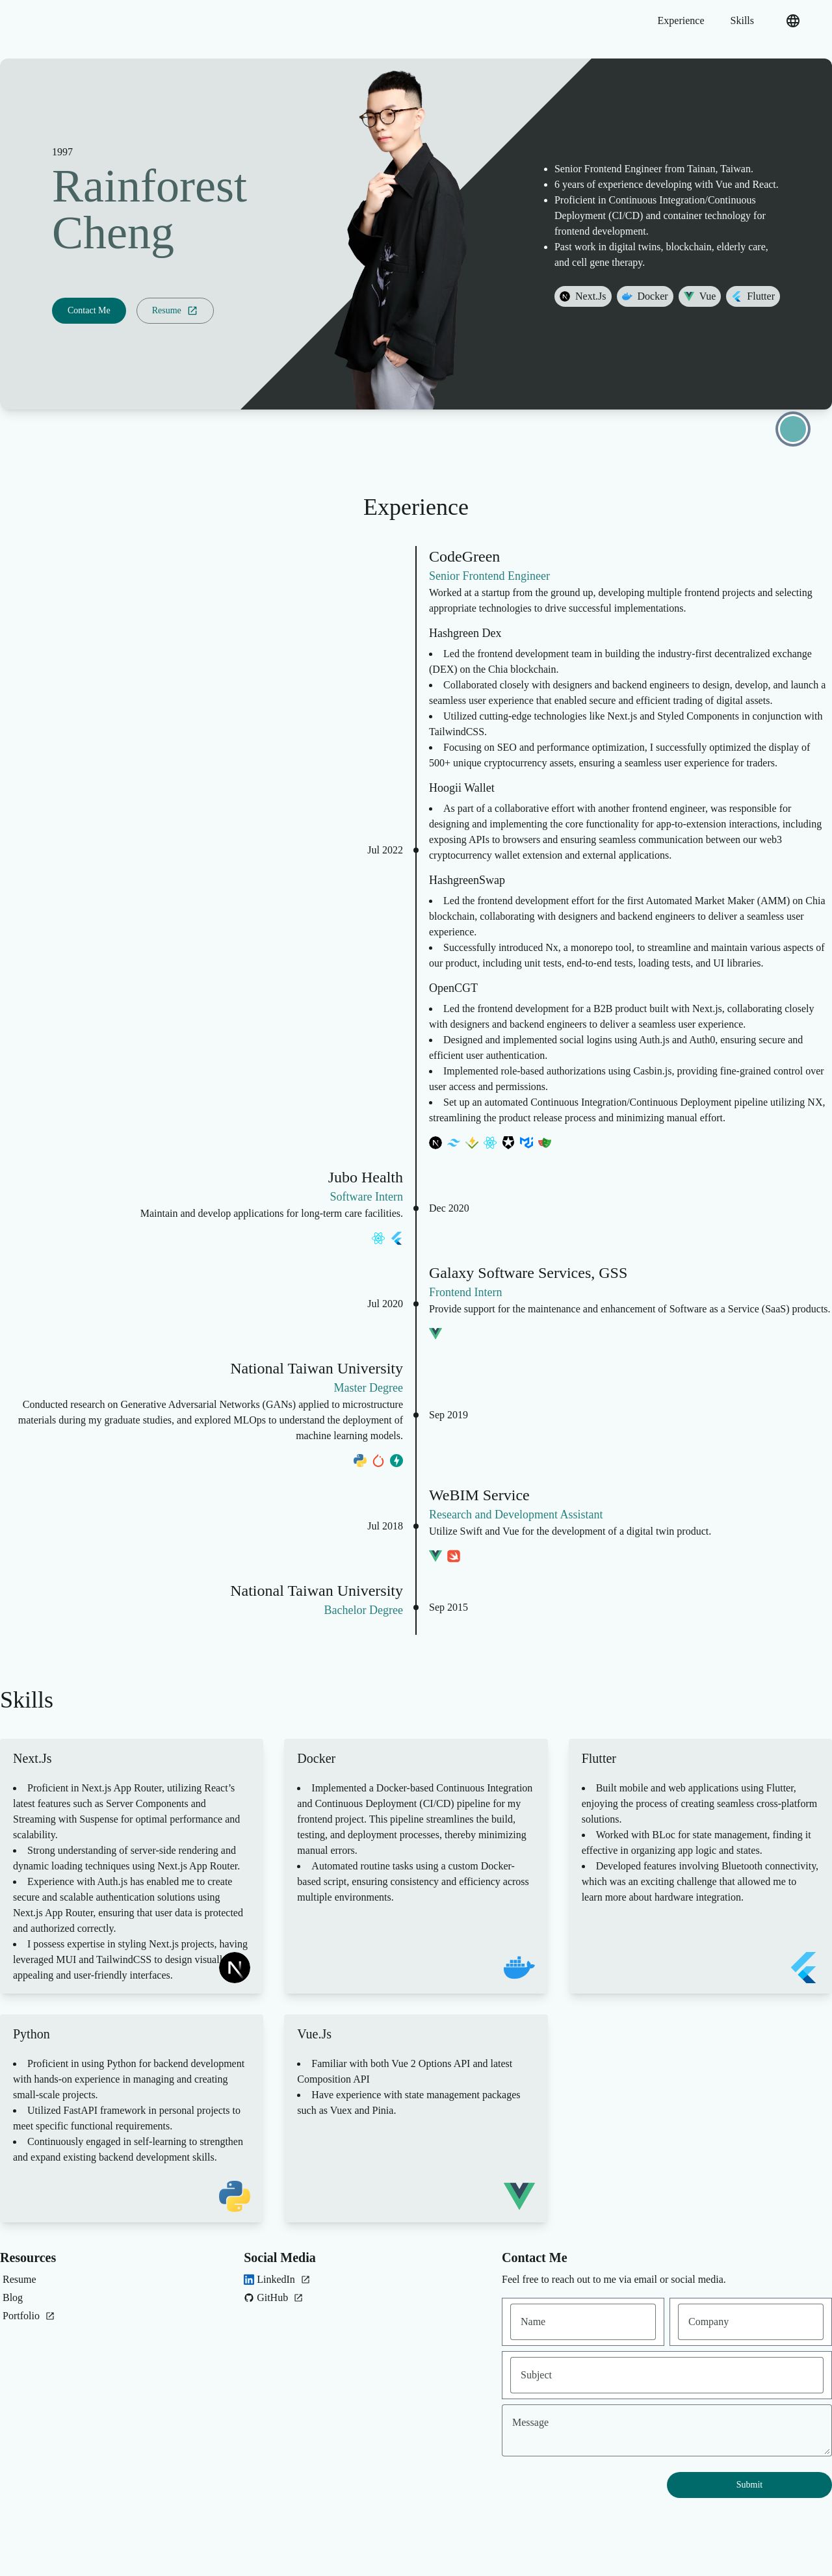 Experience
Skills
1997
Rainforest
Cheng
Contact Me
Resume
Senior Frontend Engineer from Tainan, Taiwan.
6 years of experience developing with Vue and React.
Proficient in Continuous Integration/Continuous
Deployment (CI/CD) and container technology for
frontend development.
Past work in digital twins, blockchain, elderly care,
and cell gene therapy.
Next.Js
Docker
Vue
Flutter
Experience
CodeGreen
Senior Frontend Engineer
Worked at a startup from the ground up, developing multiple frontend projects and selecting
appropriate technologies to drive successful implementations.
Hashgreen Dex
Led the frontend development team in building the industry-first decentralized exchange
(DEX) on the Chia blockchain.
Collaborated closely with designers and backend engineers to design, develop, and launch a
seamless user experience that enabled secure and efficient trading of digital assets.
Utilized cutting-edge technologies like Next.js and Styled Components in conjunction with
TailwindCSS.
Focusing on SEO and performance optimization, I successfully optimized the display of
500+ unique cryptocurrency assets, ensuring a seamless user experience for traders.
Hoogii Wallet
As part of a collaborative effort with another frontend engineer, was responsible for
designing and implementing the core functionality for app-to-extension interactions, including
exposing APIs to browsers and ensuring seamless communication between our web3
cryptocurrency wallet extension and external applications.
Jul 2022
HashgreenSwap
Led the frontend development effort for the first Automated Market Maker (AMM) on Chia
blockchain, collaborating with designers and backend engineers to deliver a seamless user
experience.
Successfully introduced Nx, a monorepo tool, to streamline and maintain various aspects of
our product, including unit tests, end-to-end tests, loading tests, and UI libraries.
OpenCGT
Led the frontend development for a B2B product built with Next.js, collaborating closely
with designers and backend engineers to deliver a seamless user experience.
Designed and implemented social logins using Auth.js and Auth0, ensuring secure and
efficient user authentication.
Implemented role-based authorizations using Casbin.js, providing fine-grained control over
user access and permissions.
Set up an automated Continuous Integration/Continuous Deployment pipeline utilizing NX,
streamlining the product release process and minimizing manual effort.
Jubo Health
Software Intern
Maintain and develop applications for long-term care facilities.
Dec 2020
Galaxy Software Services, GSS
Frontend Intern
Provide support for the maintenance and enhancement of Software as a Service (SaaS) products.
Jul 2020
National Taiwan University
Master Degree
Conducted research on Generative Adversarial Networks (GANs) applied to microstructure
materials during my graduate studies, and explored MLOps to understand the deployment of
machine learning models.
Sep 2019
WeBIM Service
Research and Development Assistant
Utilize Swift and Vue for the development of a digital twin product.
Jul 2018
National Taiwan University
Bachelor Degree
Sep 2015
Skills
Next.Js
Proficient in Next.js App Router, utilizing React’s
latest features such as Server Components and
Streaming with Suspense for optimal performance and
scalability.
Strong understanding of server-side rendering and
dynamic loading techniques using Next.js App Router.
Experience with Auth.js has enabled me to create
secure and scalable authentication solutions using
Next.js App Router, ensuring that user data is protected
and authorized correctly.
I possess expertise in styling Next.js projects, having
leveraged MUI and TailwindCSS to design visually
appealing and user-friendly interfaces.
Docker
Implemented a Docker-based Continuous Integration
and Continuous Deployment (CI/CD) pipeline for my
frontend project. This pipeline streamlines the build,
testing, and deployment processes, thereby minimizing
manual errors.
Automated routine tasks using a custom Docker-
based script, ensuring consistency and efficiency across
multiple environments.
Flutter
Built mobile and web applications using Flutter,
enjoying the process of creating seamless cross-platform
solutions.
Worked with BLoc for state management, finding it
effective in organizing app logic and states.
Developed features involving Bluetooth connectivity,
which was an exciting challenge that allowed me to
learn more about hardware integration.
Python
Proficient in using Python for backend development
with hands-on experience in managing and creating
small-scale projects.
Utilized FastAPI framework in personal projects to
meet specific functional requirements.
Continuously engaged in self-learning to strengthen
and expand existing backend development skills.
Vue.Js
Familiar with both Vue 2 Options API and latest
Composition API
Have experience with state management packages
such as Vuex and Pinia.
Resources
Resume
Blog
Portfolio
Social Media
LinkedIn
GitHub
Contact Me
Feel free to reach out to me via email or social media.
Name
Company
Subject
Message
Submit